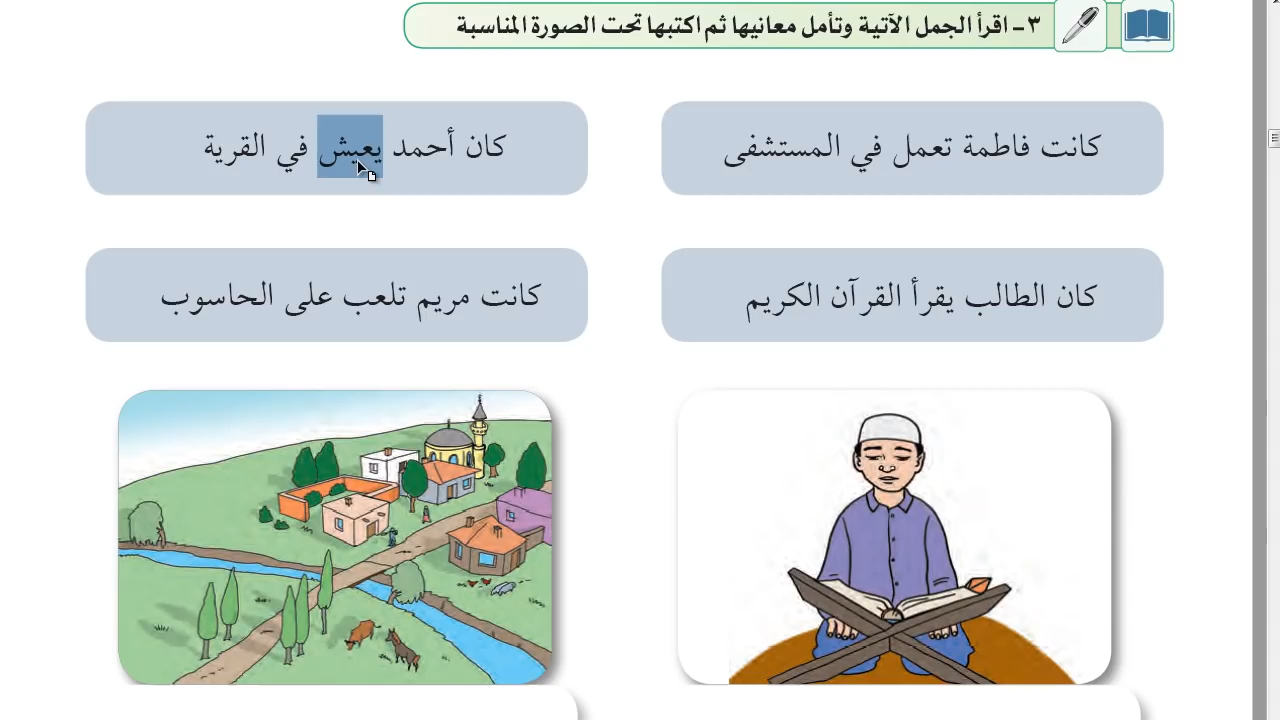 ٣- اقرأ الجمل الآتية وتأمل معانيها ثم اكتبها تحت الصورة المناسبة
كانت فاطمة تعمل في المستشفى
كان أحمد يعيش في القرية
كان الطالب يقرأ القرآن الكريم
كانت مريم تلعب على الحاسوب